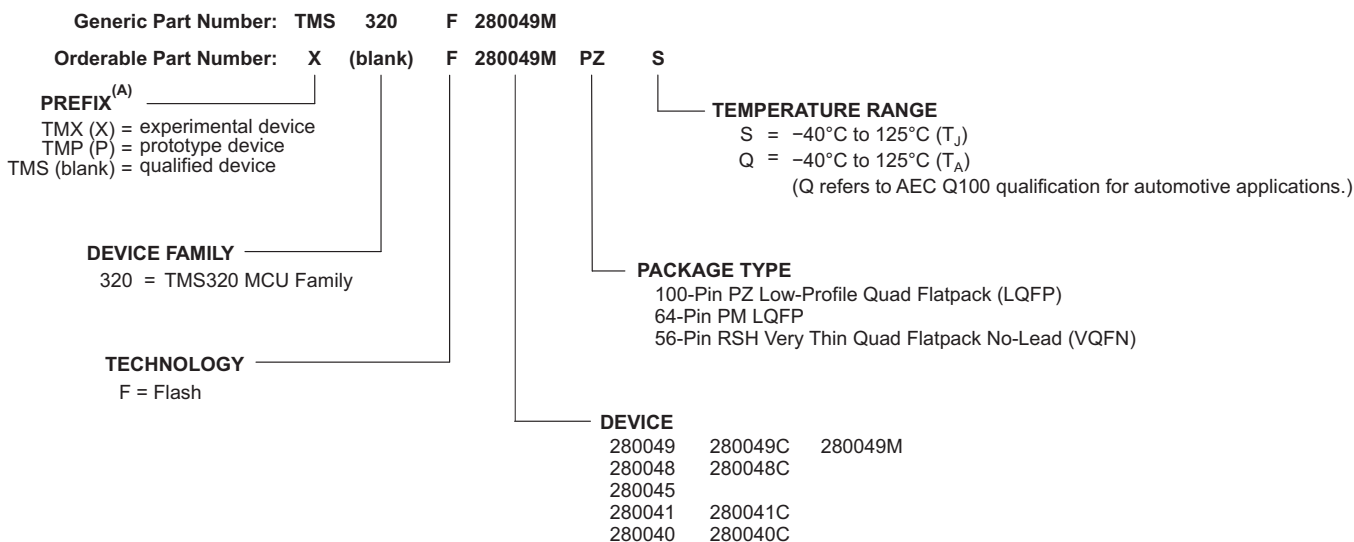 Generic Part Number: TMS 320 F 280049M
Orderable Part Number: X (blank) F 280049M PZ S
PREFIX(A)
TMX (X) = experimental device
TMP (P) = prototype device
TMS (blank) = qualified device
TEMPERATURE RANGE
S = −40°C to 125°C (TJ)
Q = −40°C to 125°C (TA)
(Q refers to AEC Q100 qualification for automotive applications.)
DEVICE FAMILY
320 = TMS320 MCU Family
PACKAGE TYPE
100-Pin PZ Low-Profile Quad Flatpack (LQFP)
64-Pin PM LQFP
56-Pin RSH Very Thin Quad Flatpack No-Lead (VQFN)
TECHNOLOGY
F = Flash
DEVICE
280049 280049C 280049M
280048 280048C
280045
280041 280041C
280040 280040C